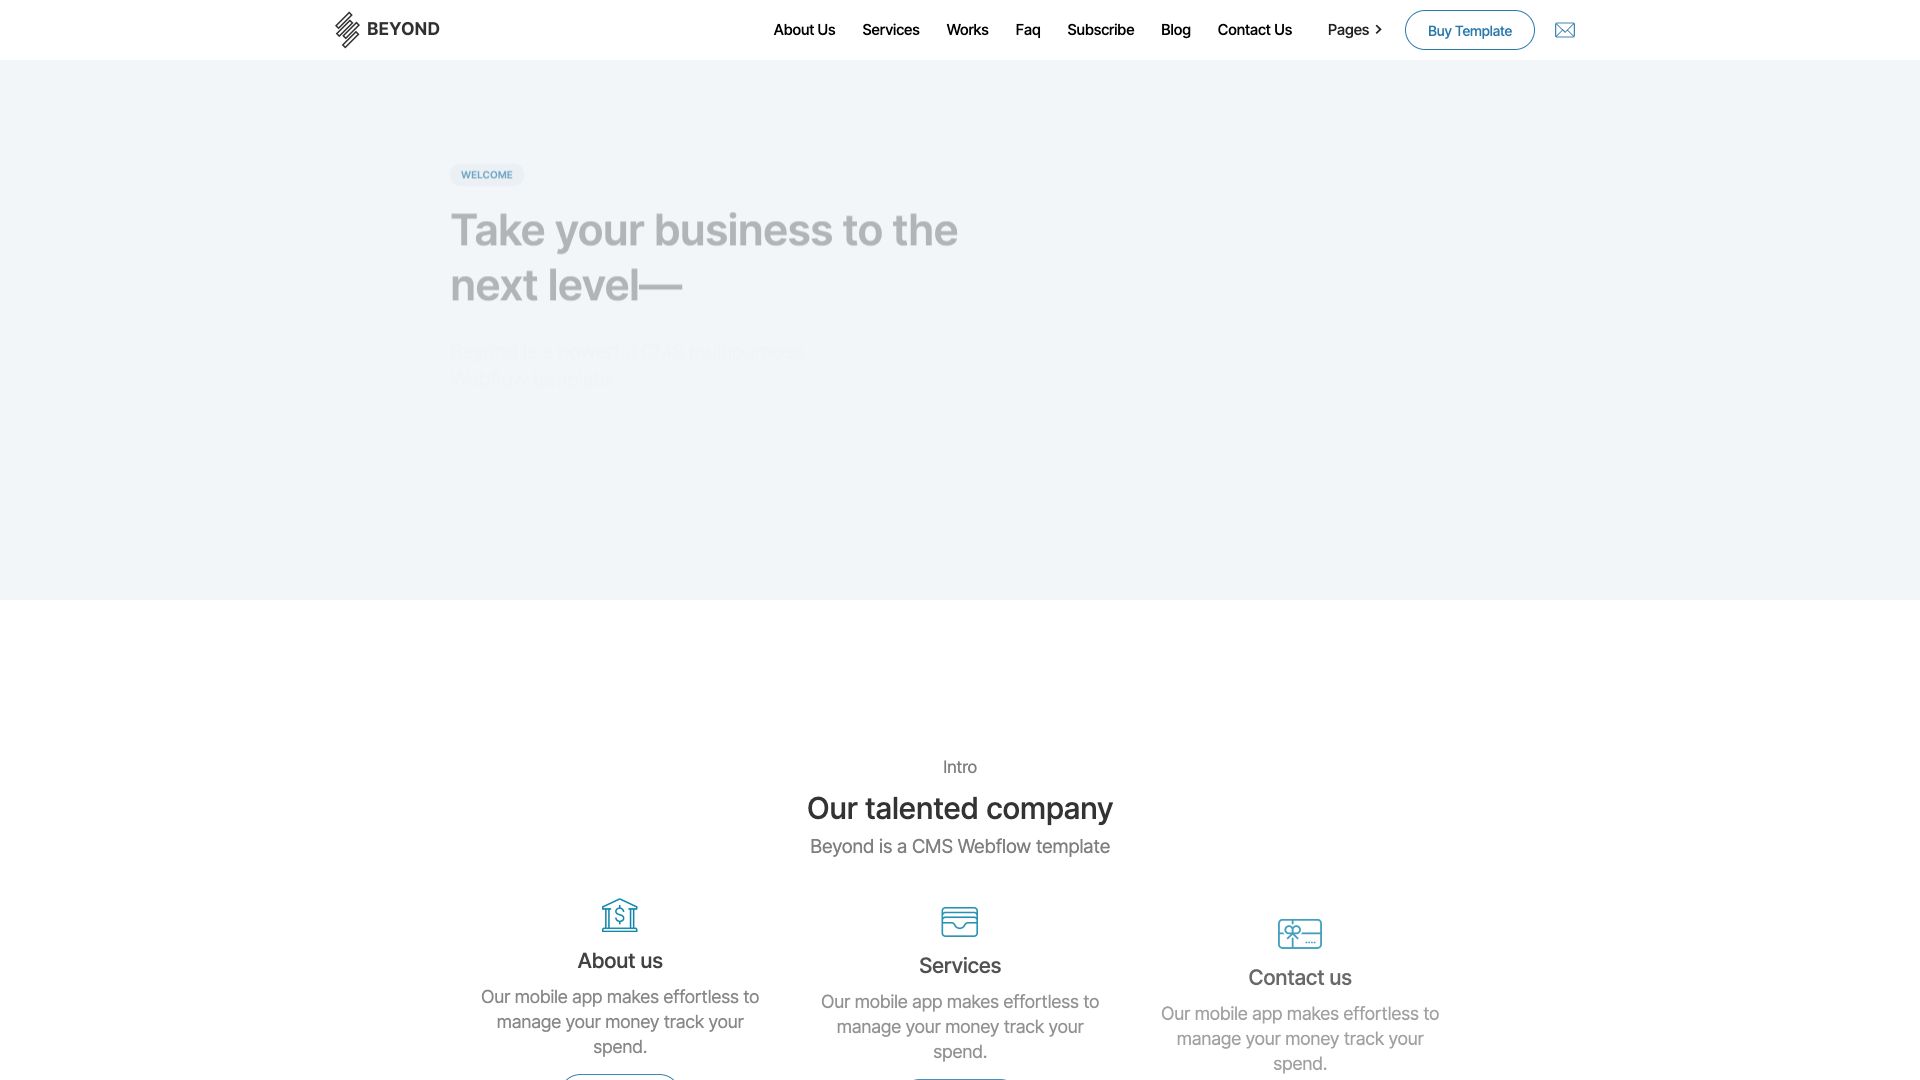 BEYOND
About Us Services Works Faq Subscribe Blog Contact Us Pages Buy Template
WELCOME
Take your business to the
next level—
Beyond is a powerful CMS multipurpose
Webflow template
Intro
Our talented company
Beyond is a CMS Webflow template
About us
Our mobile app makes effortless to
manage your money track your
spend.
Services
Our mobile app makes effortless to
manage your money track your
spend.
Contact us
Our mobile app makes effortless to
manage your money track your
spend.